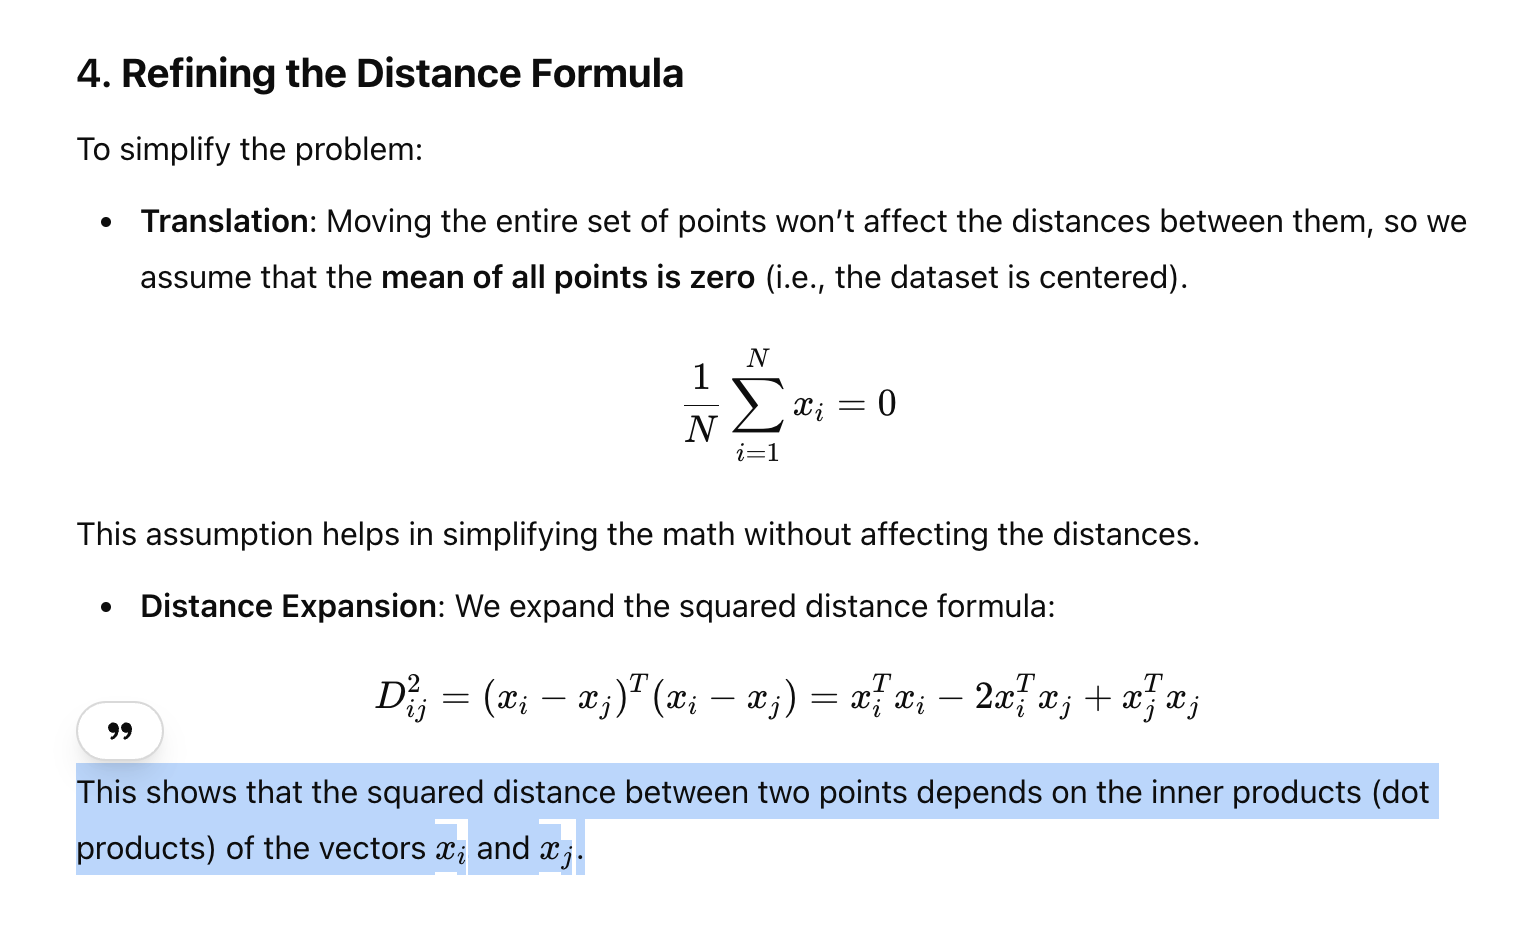 4. Refining the Distance Formula
To simplify the problem:
• Translation: Moving the entire set of points won't affect the distances between them, so we
assume that the mean of all points is zero (i.e., the dataset is centered).
$$\frac{1}{N} \sum_{i=1}^{N} x_i = 0$$
This assumption helps in simplifying the math without affecting the distances.
• Distance Expansion: We expand the squared distance formula:
$$D_{ij}^2 = (x_i - x_j)^T (x_i - x_j) = x_i^T x_i - 2x_i^T x_j + x_j^T x_j$$
This shows that the squared distance between two points depends on the inner products (dot
products) of the vectors $x_i$ and $x_j$.